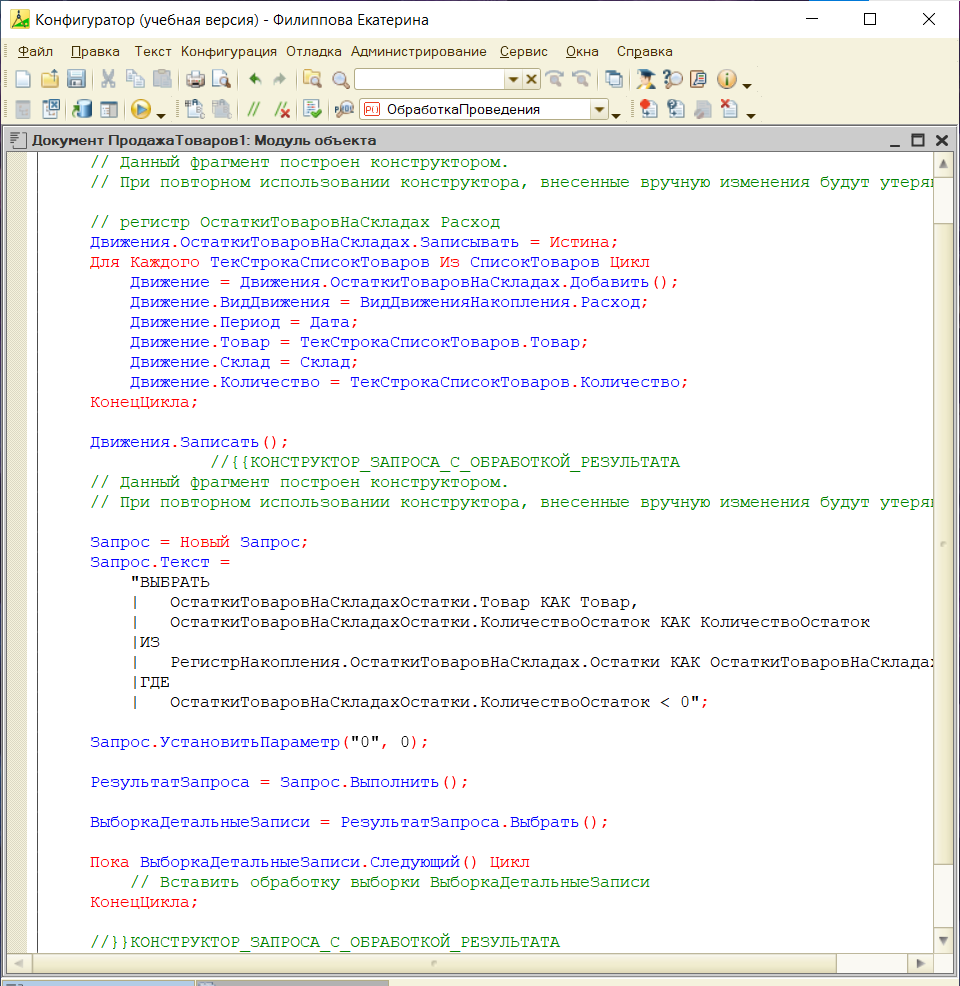 Конфигуратор (учебная версия) - Филиппова Екатерина
Файл Правка Текст Конфигурация Отладка Администрирование Сервис Окна Справка
ОбработкаПроведения
Документ ПродажаТоваров1: Модуль объекта
// Данный фрагмент построен конструктором.
// При повторном использовании конструктора, внесенные вручную изменения будут
// регистр ОстаткиТоваровНаСкладах Расход
Движения.ОстаткиТоваровНаСкладах.Записывать = Истина;
Для Каждого ТекСтрокаСписокТоваров Из СписокТоваров Цикл
Движение = Движения.ОстаткиТоваровНаСкладах.Добавить();
Движение.ВидДвижения = ВидДвиженияНакопления.Расход;
Движение.Период = Дата;
Движение.Товар = ТекСтрокаСписокТоваров.Товар;
Движение.Склад = Склад;
Движение.Количество = ТекСтрокаСписокТоваров.Количество;
КонецЦикла;
Движения.Записать();
//{{КОНСТРУКТОР_ЗАПРОСА_С_ОБРАБОТКОЙ_РЕЗУЛЬТАТА
// Данный фрагмент построен конструктором.
// При повторном использовании конструктора, внесенные вручную изменения будут
Запрос = Новый Запрос;
Запрос.Текст =
"ВЫБРАТЬ
| ОстаткиТоваровНаСкладахОстатки.Товар КАК Товар,
| ОстаткиТоваровНаСкладахОстатки.КоличествоОстаток КАК КоличествоОстаток
|ИЗ
| РегистрНакопления.ОстаткиТоваровНаСкладах.Остатки КАК ОстаткиТоваровНаСкладах
|ГДЕ
| ОстаткиТоваровНаСкладахОстатки.КоличествоОстаток < 0";
Запрос.УстановитьПараметр("0", 0);
РезультатЗапроса = Запрос.Выполнить();
ВыборкаДетальныеЗаписи = РезультатЗапроса.Выбрать();
Пока ВыборкаДетальныеЗаписи.Следующий() Цикл
// Вставить обработку выборки ВыборкаДетальныеЗаписи
КонецЦикла;
//}}КОНСТРУКТОР_ЗАПРОСА_С_ОБРАБОТКОЙ_РЕЗУЛЬТАТА